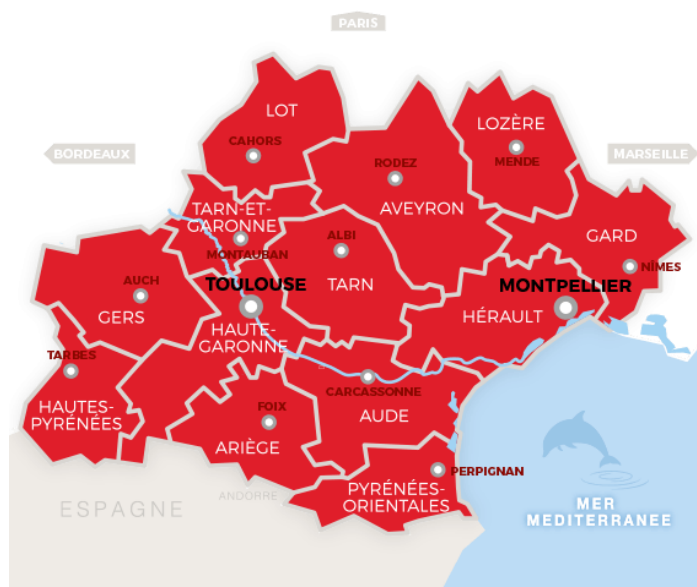 PARIS
LOT
LOZÈRE
CAHORS
BORDEAUX
MARSEILLE
RODEZ
MENDE
TARN-ET-
GARONNE
AVEYRON
ALBI
GARD
MONTAUBAN
NÎMES
AUCH
TOULOUSE
TARN
MONTPELLIER
GERS
HÉRAULT
HAUTE-
GARONNE
TARBES
CARCASSONNE
HAUTES-
PYRÉNÉES
FOIX
AUDE
ARIÈGE
PERPIGNAN
PYRÉNÉES-
ORIENTALES
ANDORRE
ESPAGNE
MER
MEDITERRANEE